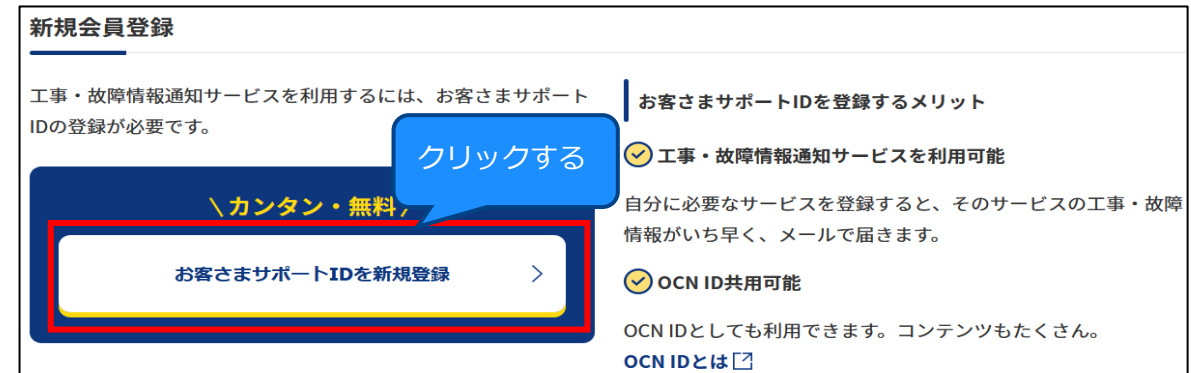 新規会員登録
工事・故障情報通知サービスを利用するには、お客さまサポート
IDの登録が必要です。
クリックする
\カンタン・無料/
お客さまサポートIDを新規登録
お客さまサポートIDを登録するメリット
工事・故障情報通知サービスを利用可能
自分に必要なサービスを登録すると、そのサービスの工事・故障
情報がいち早く、メールで届きます。
OCN ID共用可能
OCN IDとしても利用できます。コンテンツもたくさん。
OCN IDとは